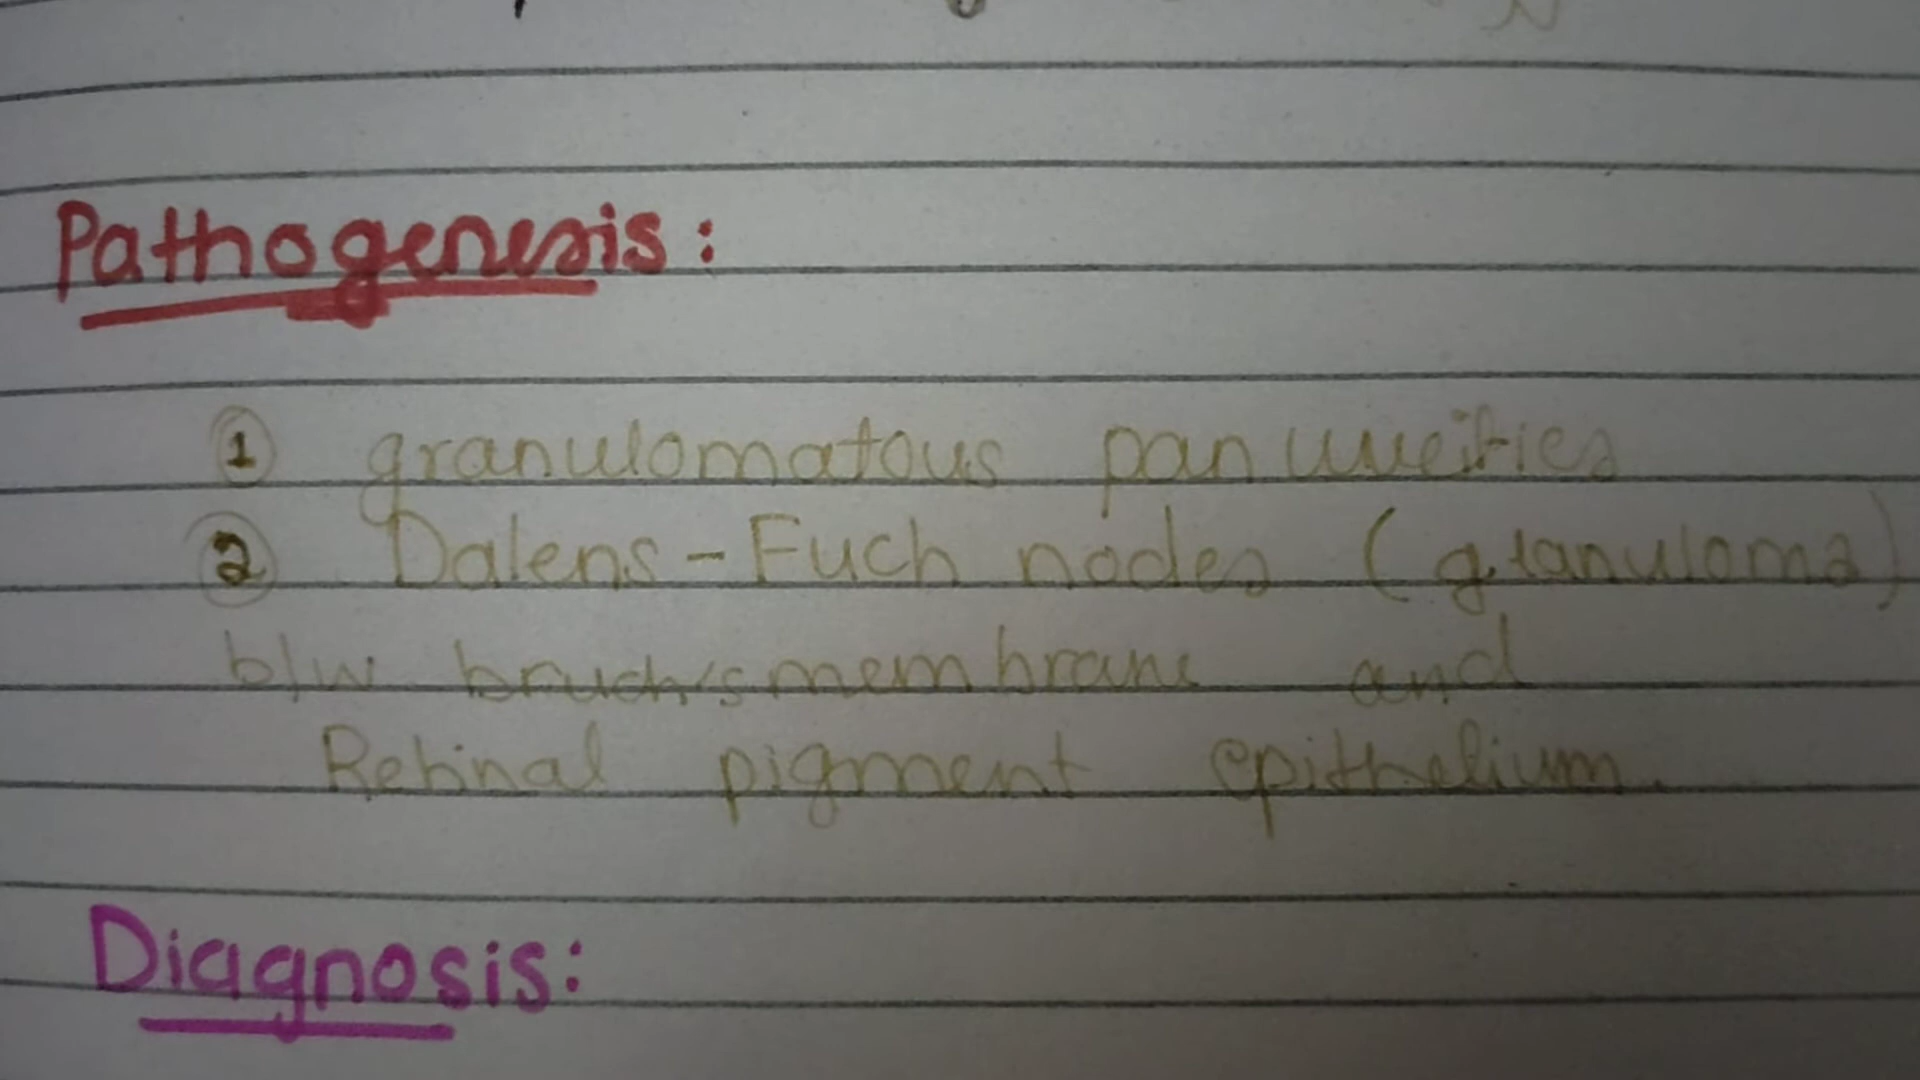 Pathogenesis:
① granulomatous pan uveities
② Dalens-Fuch nodes (granuloma)
b/w bruch's membrane and
Retinal pigment epithelium.
Diagnosis: